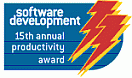 software
development
15th annual
productivity
award